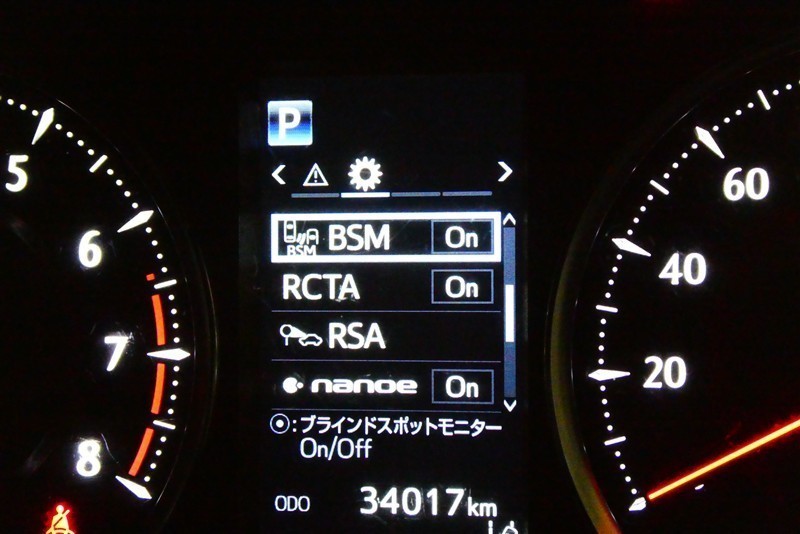 P
BSM
BSM On
RCTA On
RSA
nanoe On
:ブラインドスポットモニター
On/Off
ODO 34017km
5
6
7
8
60
40
20